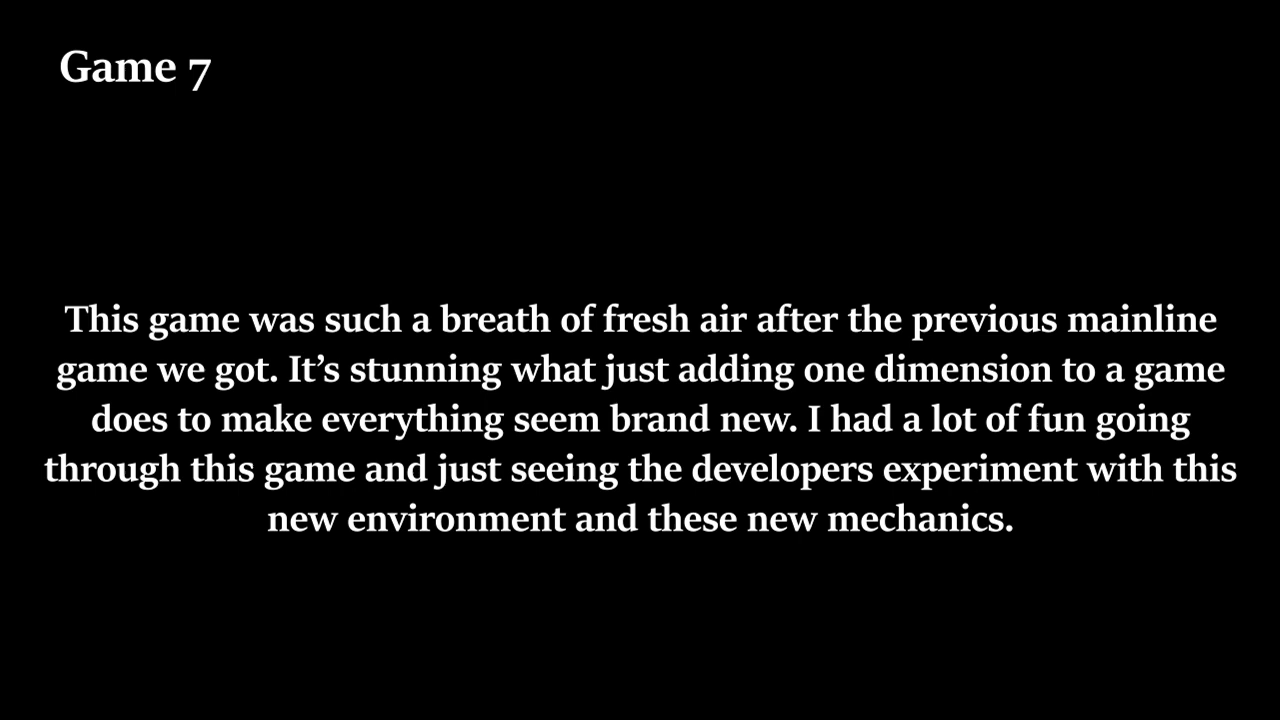 Game 7
This game was such a breath of fresh air after the previous mainline
game we got. It’s stunning what just adding one dimension to a game
does to make everything seem brand new. I had a lot of fun going
through this game and just seeing the developers experiment with this
new environment and these new mechanics.